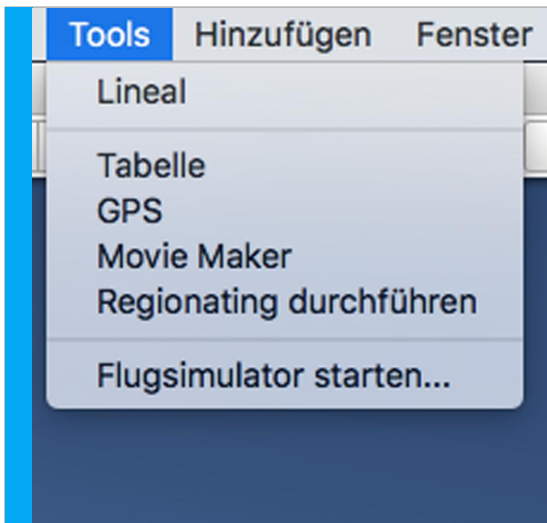 Tools Hinzufügen Fenster
Lineal
Tabelle
GPS
Movie Maker
Regionating durchführen
Flugsimulator starten...